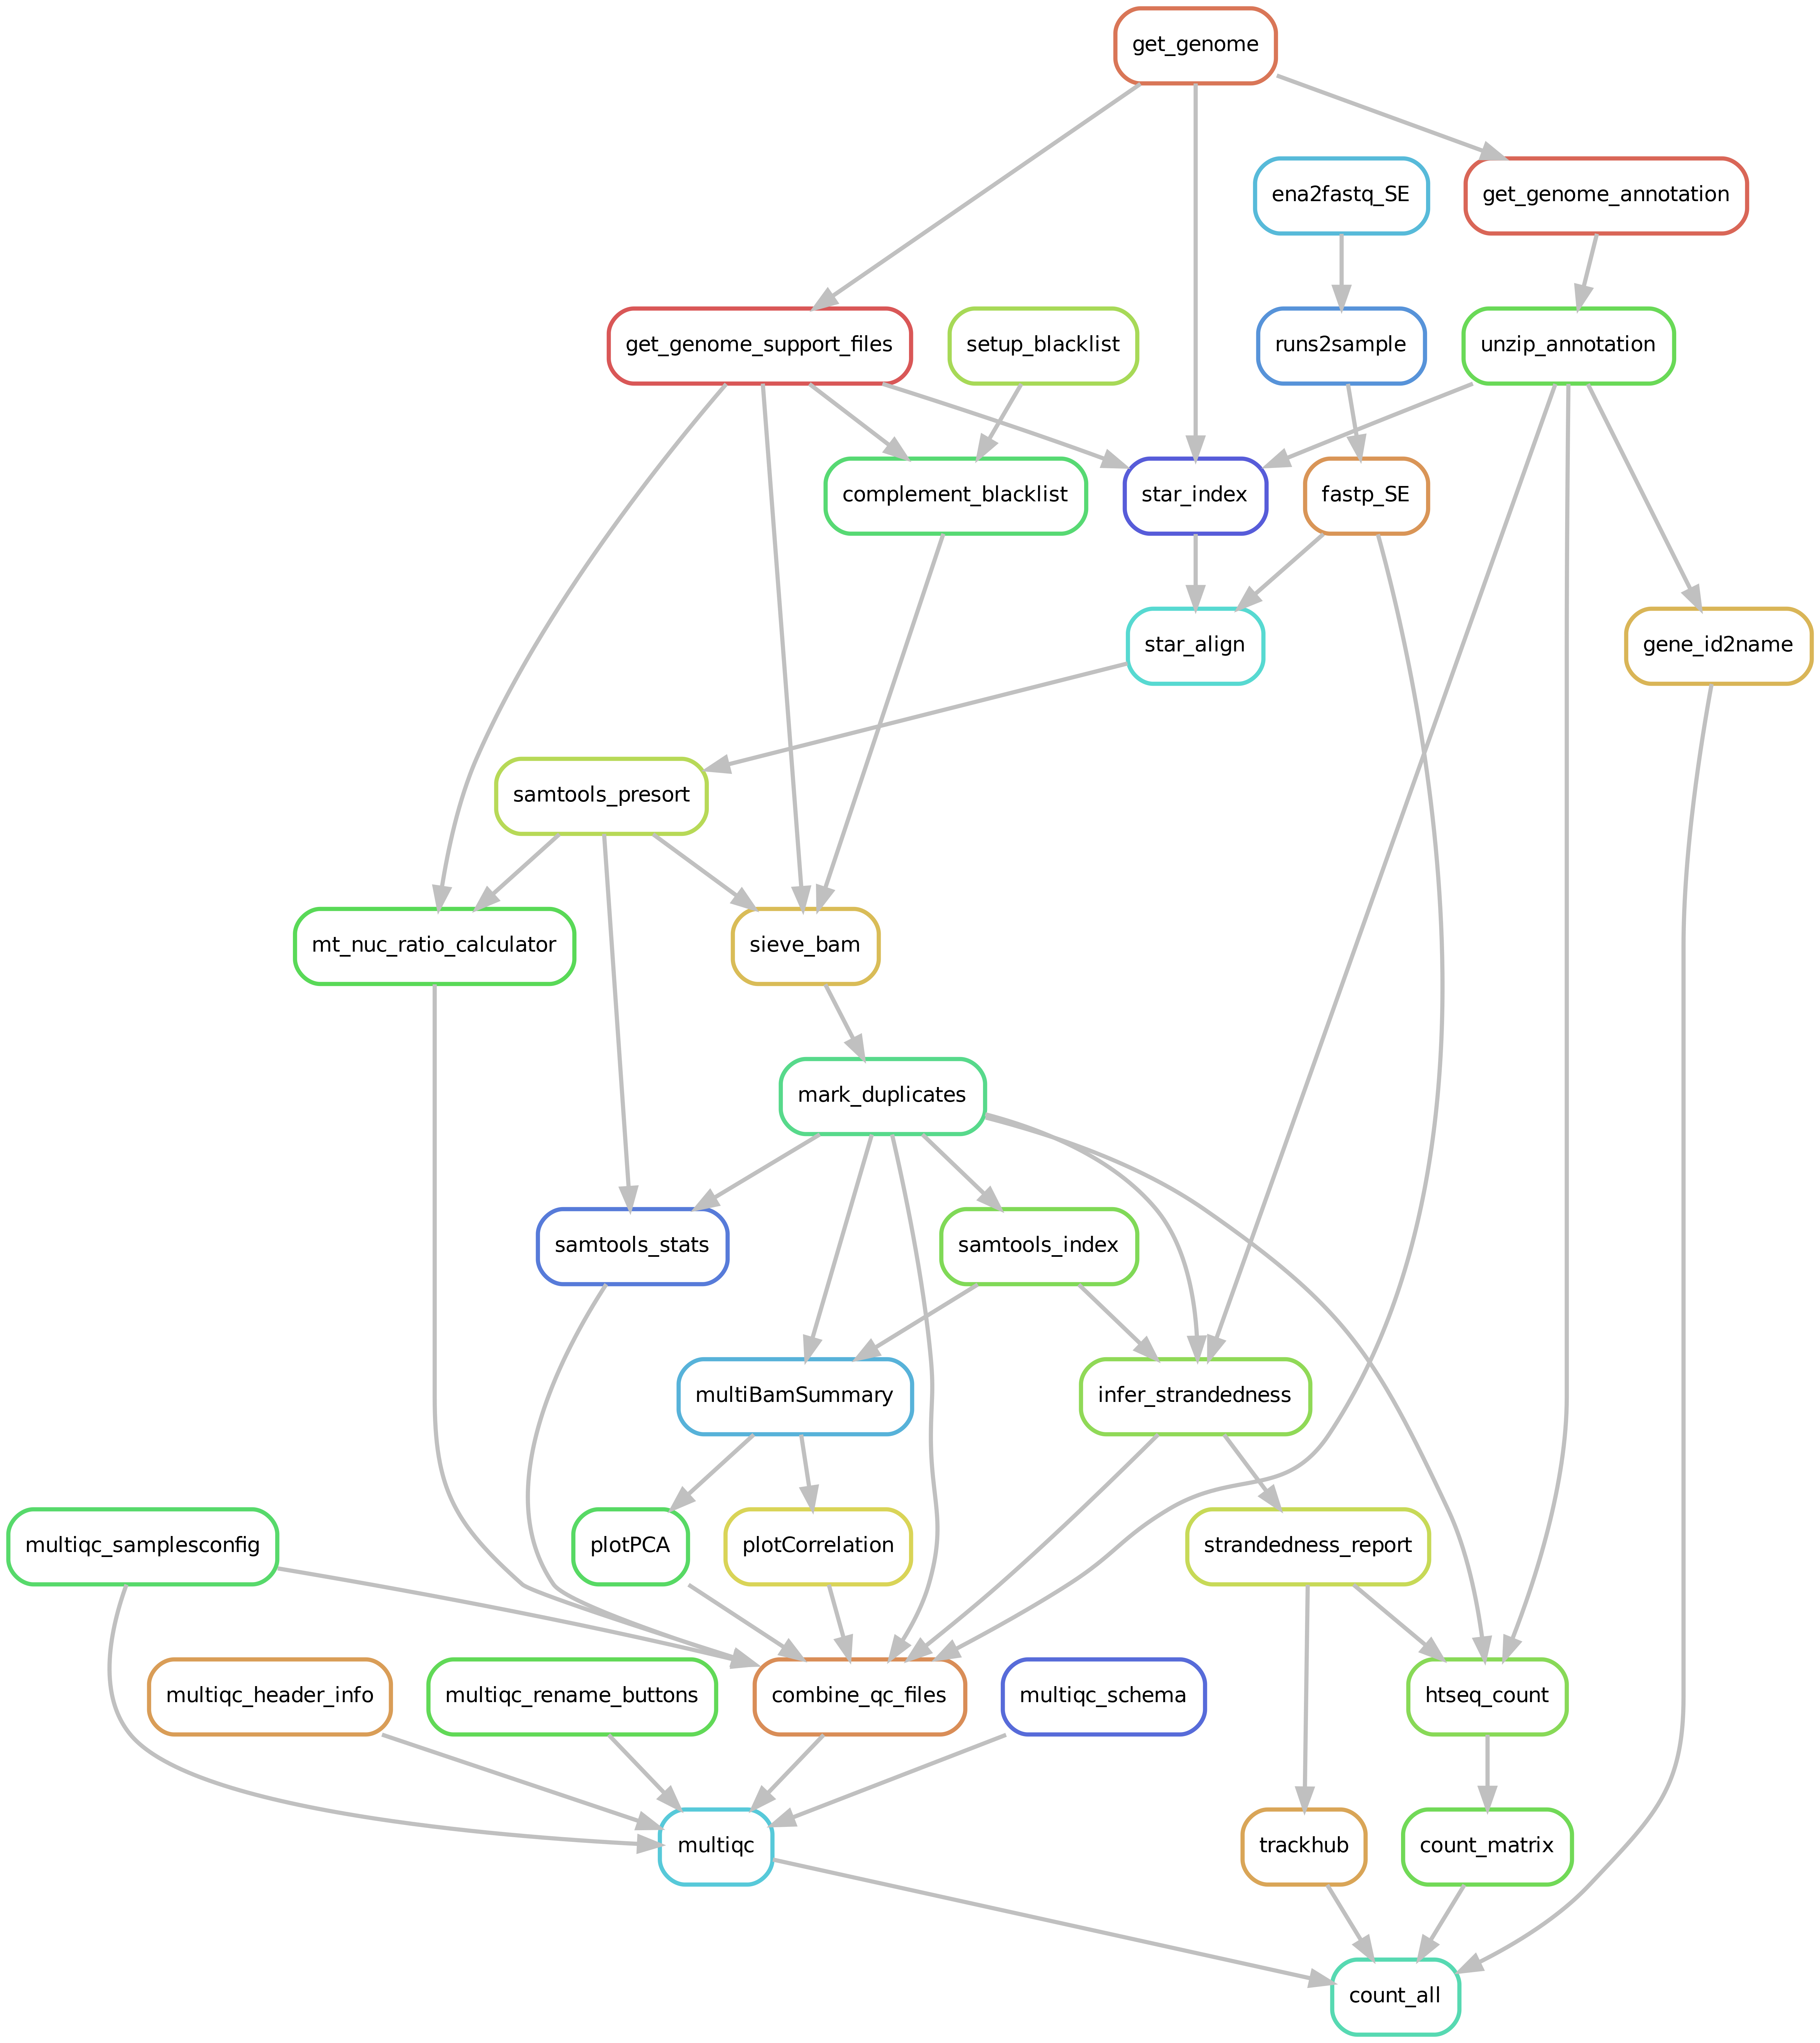 get_genome
ena2fastq_SE
get_genome_annotation
get_genome_support_files
setup_blacklist
runs2sample
unzip_annotation
complement_blacklist
star_index
fastp_SE
star_align
gene_id2name
samtools_presort
mt_nuc_ratio_calculator
sieve_bam
mark_duplicates
samtools_stats
samtools_index
multiBamSummary
infer_strandedness
multiqc_samplesconfig
plotPCA
plotCorrelation
strandedness_report
multiqc_header_info
multiqc_rename_buttons
combine_qc_files
multiqc_schema
htseq_count
multiqc
trackhub
count_matrix
count_all